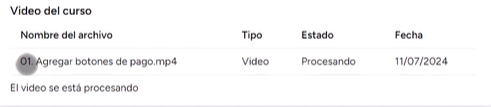 Video del curso
Nombre del archivo Tipo Estado Fecha
01. Agregar botones de pago.mp4 Video Procesando 11/07/2024
El video se está procesando